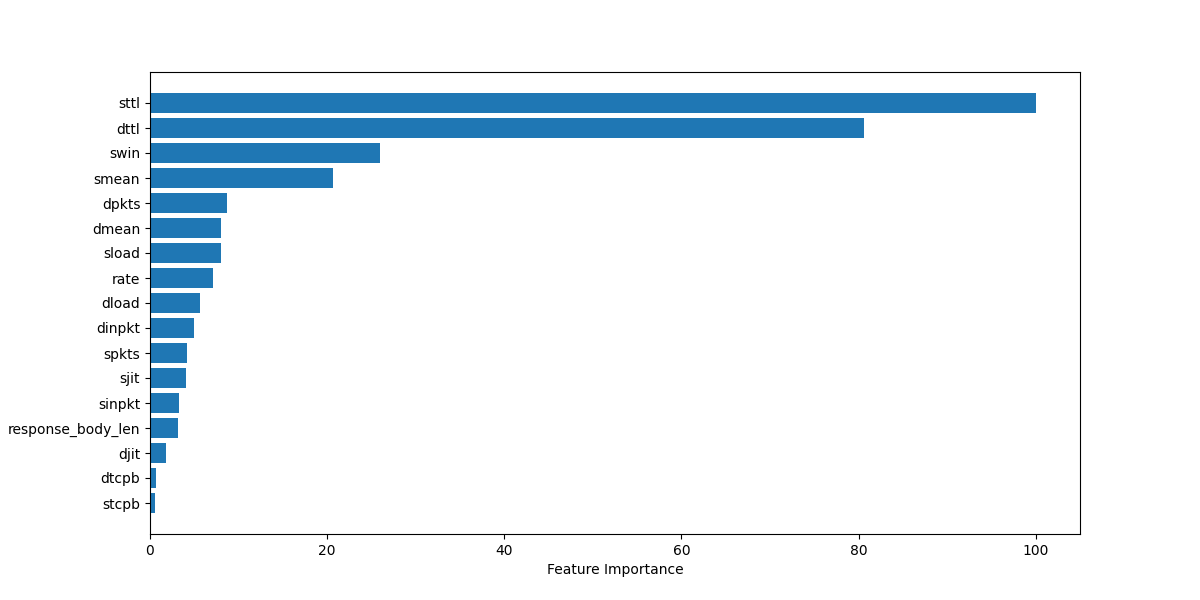 sttl
dttl
swin
smean
dpkts
dmean
sload
rate
dload
dinpkt
spkts
sjit
sinpkt
response_body_len
djit
dtcpb
stcpb
0 20 40 60 80 100
Feature Importance